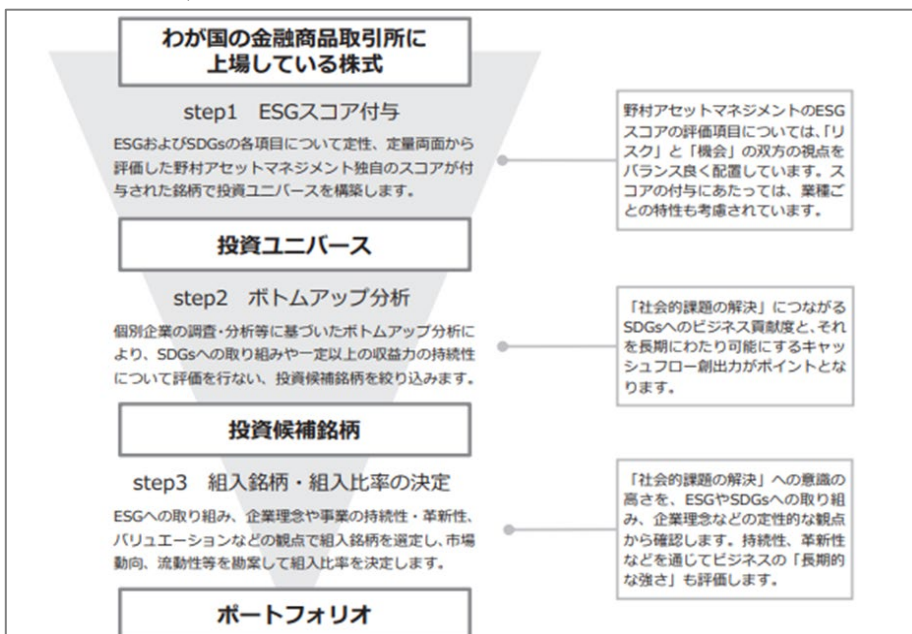 わが国の金融商品取引所に
上場している株式
step1　ESGスコア付与
ESGおよびSDGsの各項目について定性、定量両面から
評価した野村アセットマネジメント独自のスコアが付
与された銘柄で投資ユニバースを構築します。
野村アセットマネジメントのESG
スコアの評価項目については、「リ
スク」と「機会」の双方の視点を
バランス良く配置しています。ス
コアの付与にあたっては、業種ご
との特性も考慮されています。
投資ユニバース
step2　ボトムアップ分析
個別企業の調査・分析等に基づいたボトムアップ分析に
より、SDGsへの取り組みや一定以上の収益力の持続性
について評価を行ない、投資候補銘柄を絞り込みます。
「社会的課題の解決」につながる
SDGsへのビジネス貢献度と、それ
を長期にわたり可能にするキャッ
シュフロー創出力がポイントとな
ります。
投資候補銘柄
step3　組入銘柄・組入比率の決定
ESGへの取り組み、企業理念や事業の持続性・革新性、
バリュエーションなどの観点で組入銘柄を選定し、市場
動向、流動性等を勘案して組入比率を決定します。
「社会的課題の解決」への意識の
高さを、ESGやSDGsへの取り組
み、企業理念などの定性的な観点
から確認します。持続性、革新性
などを通じてビジネスの「長期的
な強さ」も評価します。
ポートフォリオ